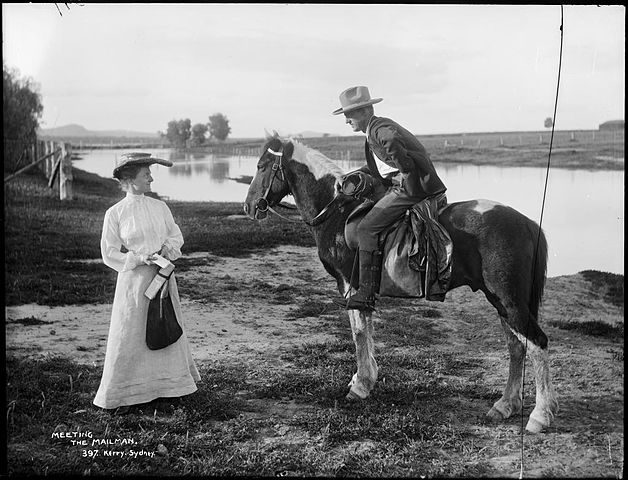 MEETING
THE MAILMAN.
397. Kerry. Sydney.